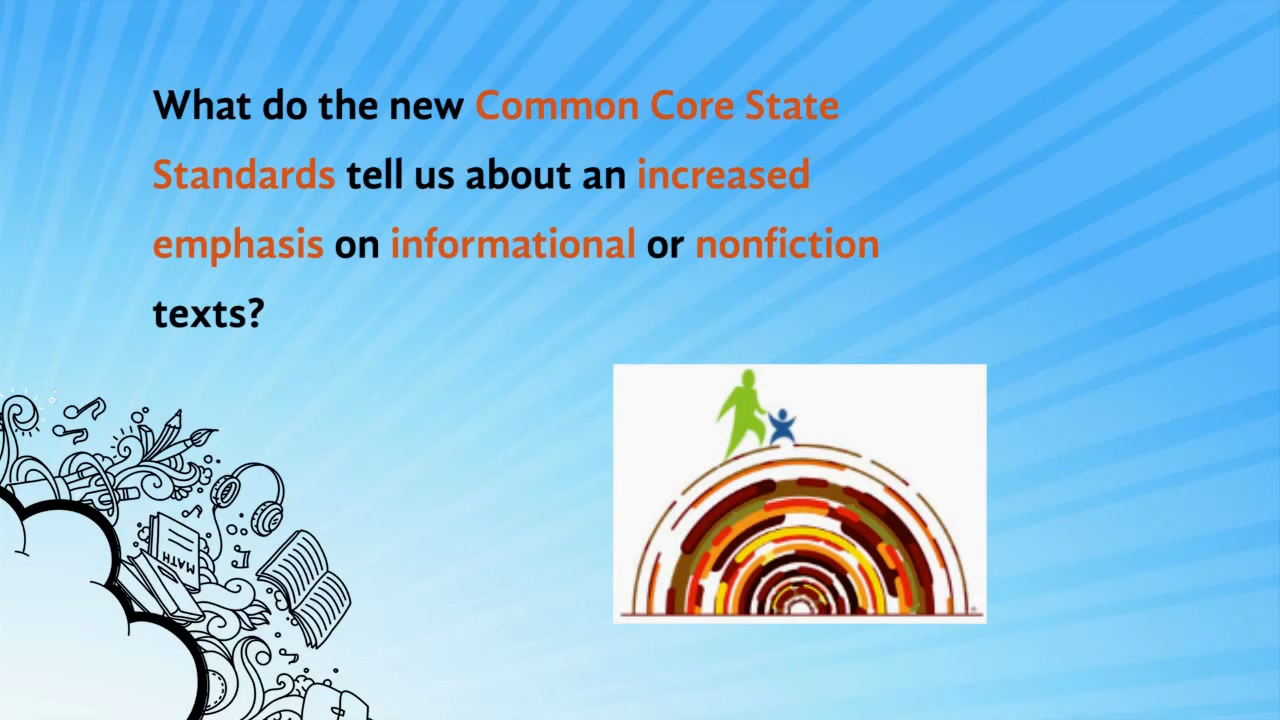 What do the new Common Core State
Standards tell us about an increased
emphasis on informational or nonfiction
texts?
MATH